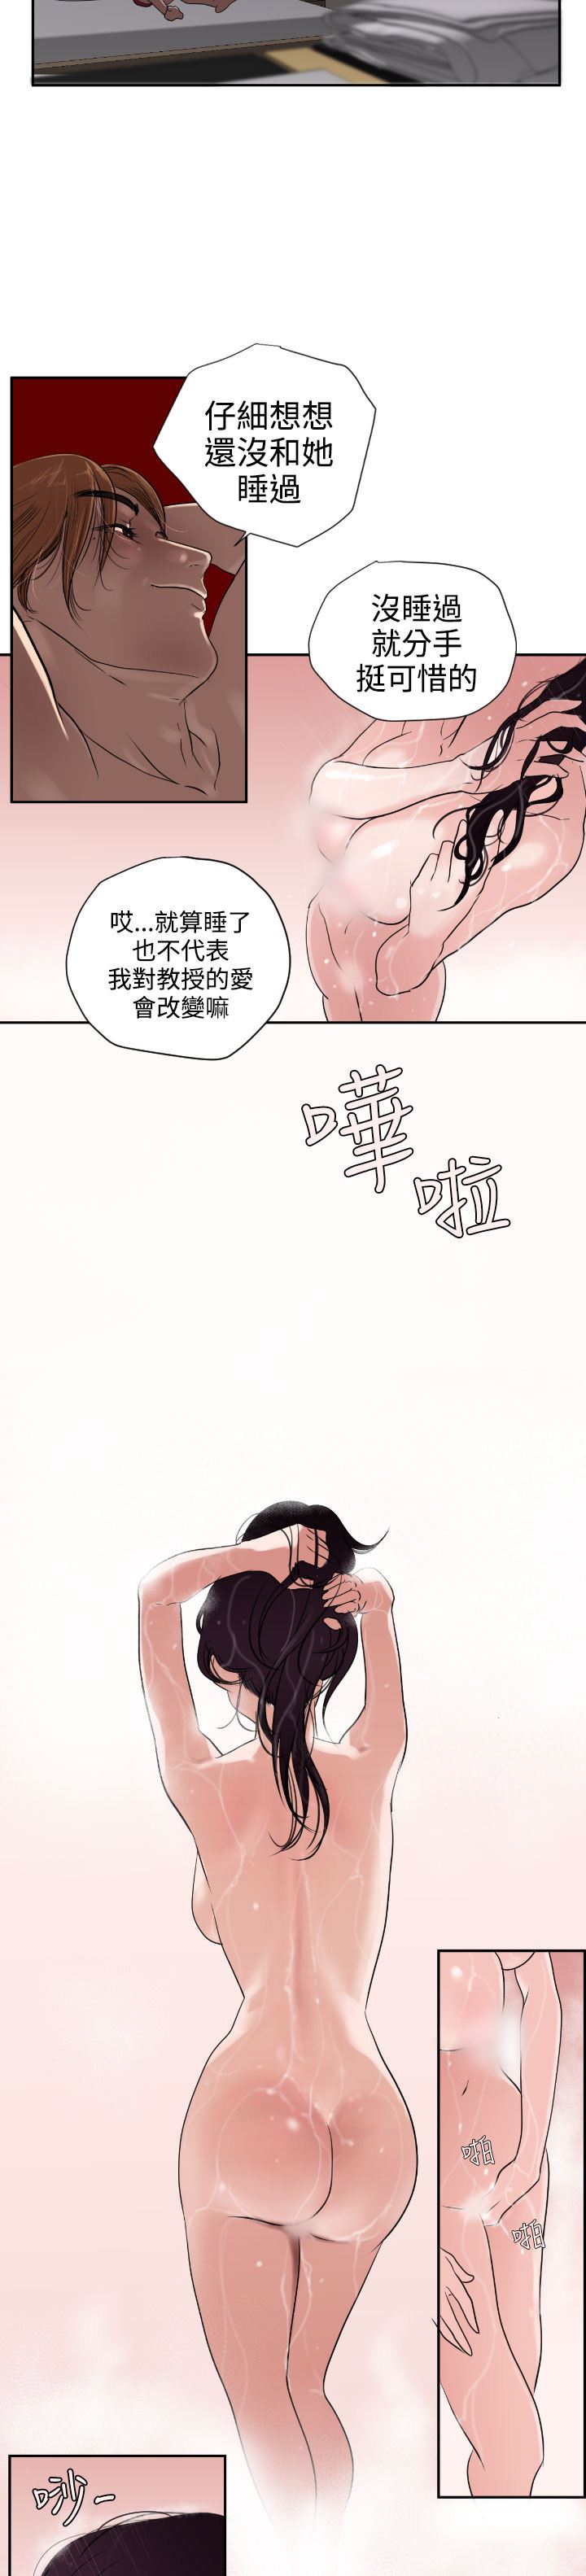 仔細想想
還沒和她
睡過
沒睡過
就分手
挺可惜的
哎...就算睡了
也不代表
我對教授的愛
會改變嘛
嘩
啦
啪
啪
唦-